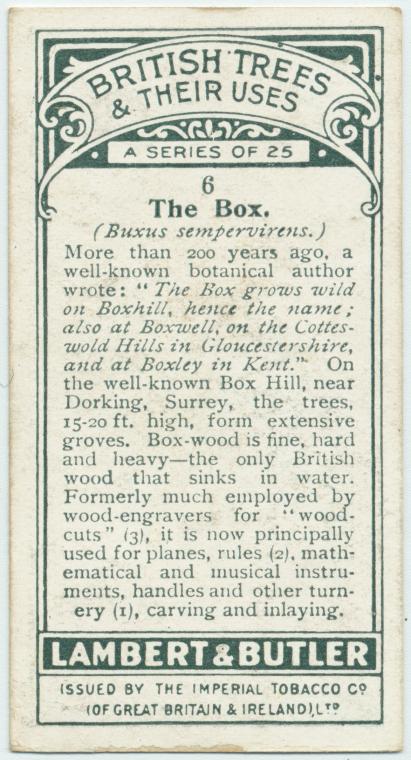 BRITISH TREES
& THEIR USES
A SERIES OF 25
6
The Box.
(Buxus sempervirens.)
More than 200 years ago, a
well-known botanical author
wrote: "The Box grows wild
on Boxhill, hence the name;
also at Boxwell, on the Cottes-
wold Hills in Gloucestershire,
and at Boxley in Kent." On
the well-known Box Hill, near
Dorking, Surrey, the trees,
15-20 ft. high, form extensive
groves. Box-wood is fine, hard
and heavy—the only British
wood that sinks in water.
Formerly much employed by
wood-engravers for "wood-
cuts" (3), it is now principally
used for planes, rules (2), math-
ematical and musical instru-
ments, handles and other turn-
ery (1), carving and inlaying.
LAMBERT & BUTLER
ISSUED BY THE IMPERIAL TOBACCO CO
(OF GREAT BRITAIN & IRELAND), LTD